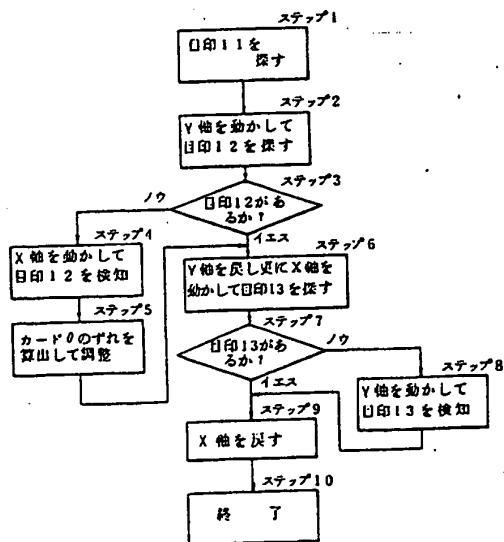 ステップ1
目印11を
探す
ステップ2
Y軸を動かして
目印12を探す
ステップ3
目印12があ
るか?
ノウ
イエス
ステップ4
X軸を動かして
目印12を検知
ステップ5
カード0のずれを
算出して調整
ステップ6
Y軸を戻し更にX軸を
動かして目印13を探す
ステップ7
目印13があ
るか?
ノウ
イエス
ステップ8
Y軸を動かして
目印13を検知
ステップ9
X軸を戻す
ステップ10
終 了